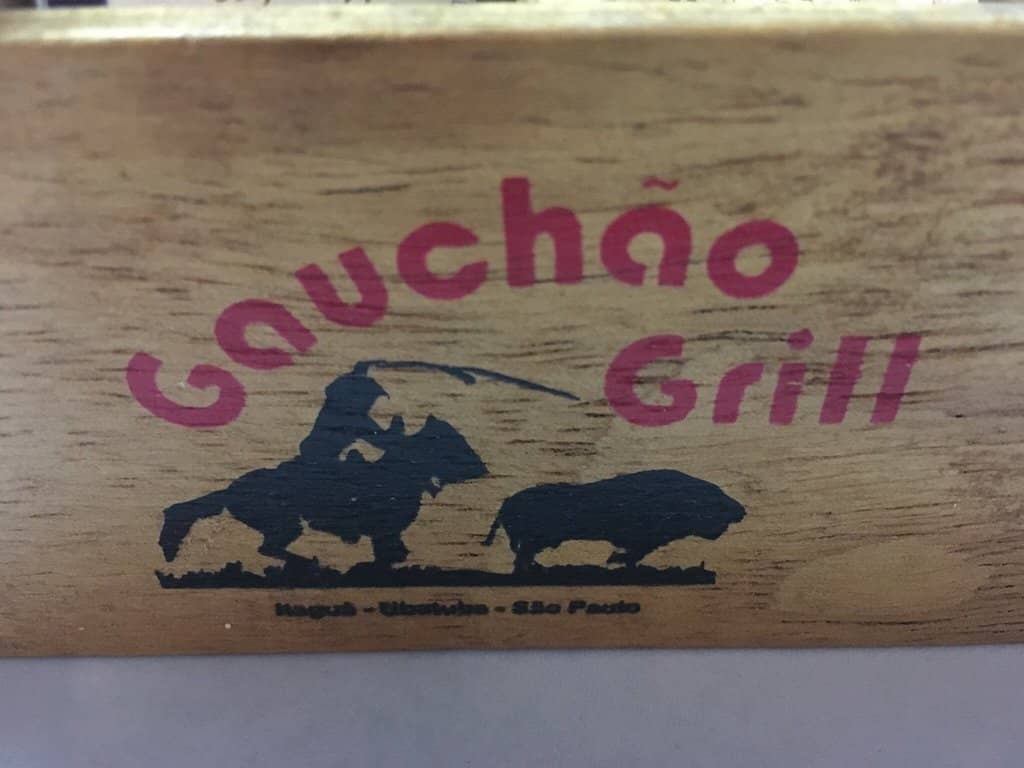 Gauchão
Grill
Itaguá - Ubatuba - São Paulo